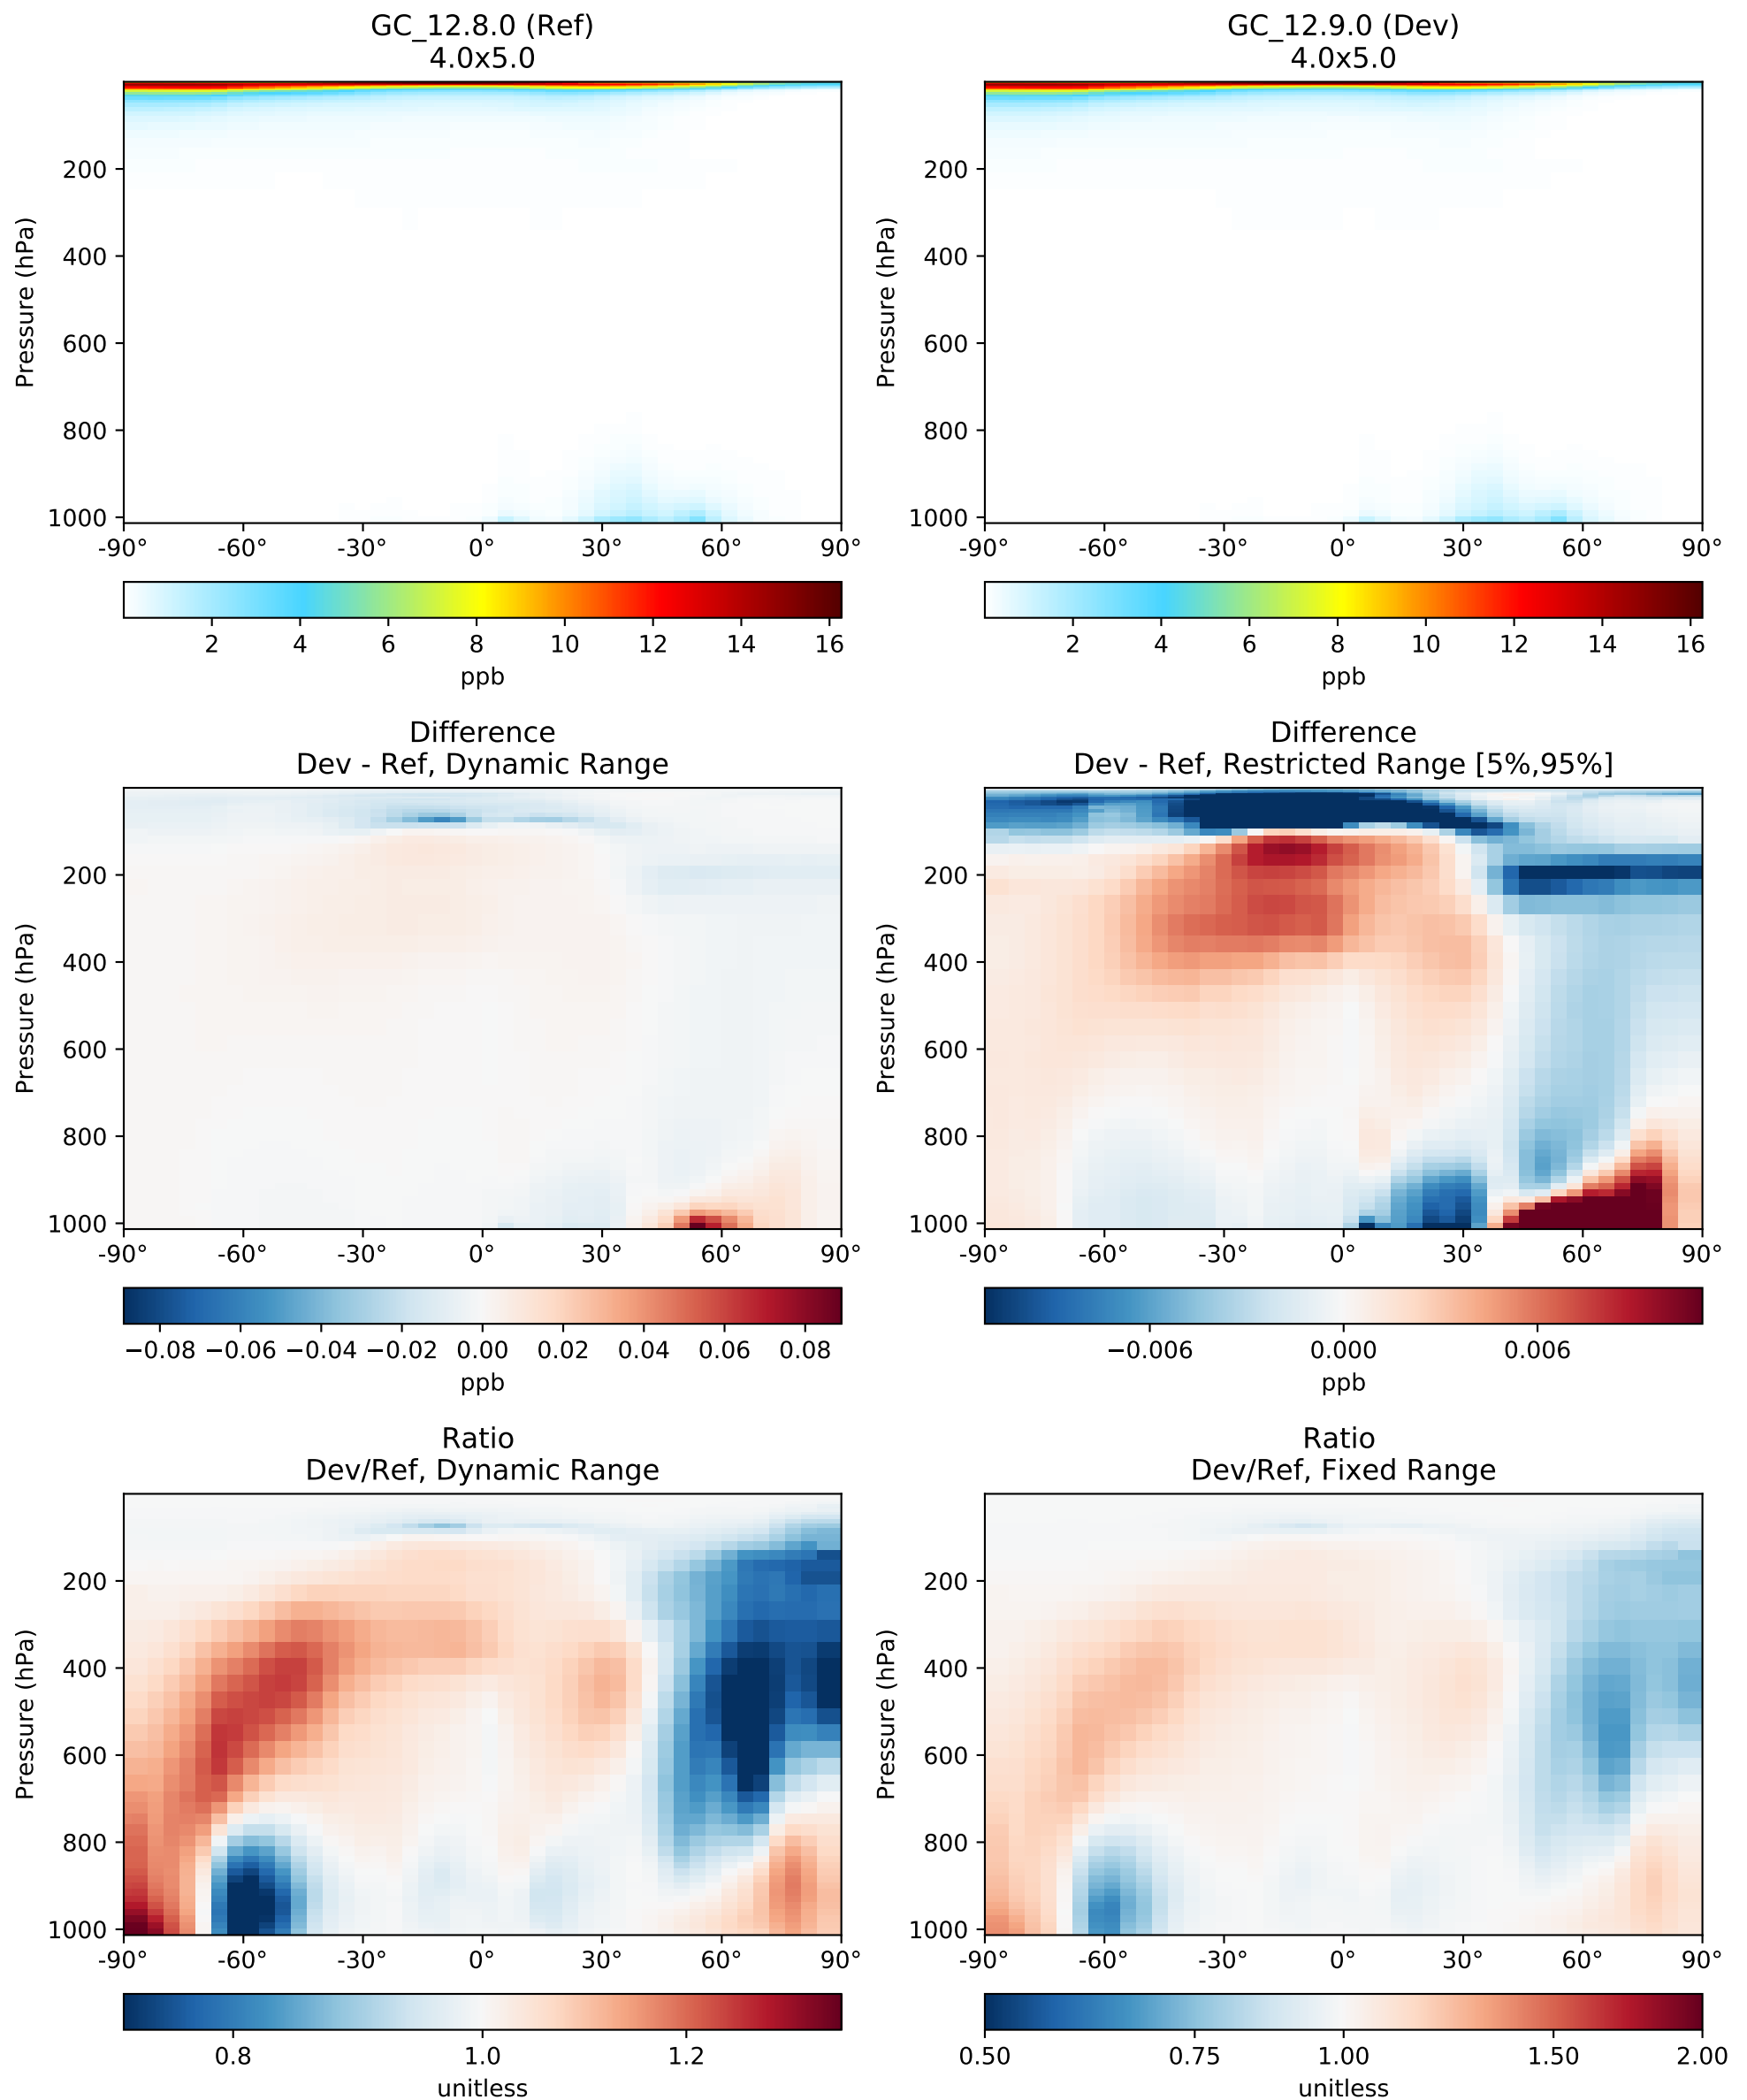 GC_12.8.0 (Ref)
4.0x5.0
Pressure (hPa)
200
400
600
800
1000
-90° -60° -30° 0° 30° 60° 90°
2 4 6 8 10 12 14 16
ppb
GC_12.9.0 (Dev)
4.0x5.0
Pressure (hPa)
200
400
600
800
1000
-90° -60° -30° 0° 30° 60° 90°
2 4 6 8 10 12 14 16
ppb
Difference
Dev - Ref, Dynamic Range
Pressure (hPa)
200
400
600
800
1000
-90° -60° -30° 0° 30° 60° 90°
−0.08 −0.06 −0.04 −0.02 0.00 0.02 0.04 0.06 0.08
ppb
Difference
Dev - Ref, Restricted Range [5%,95%]
Pressure (hPa)
200
400
600
800
1000
-90° -60° -30° 0° 30° 60° 90°
−0.006 0.000 0.006
ppb
Ratio
Dev/Ref, Dynamic Range
Pressure (hPa)
200
400
600
800
1000
-90° -60° -30° 0° 30° 60° 90°
0.8 1.0 1.2
unitless
Ratio
Dev/Ref, Fixed Range
Pressure (hPa)
200
400
600
800
1000
-90° -60° -30° 0° 30° 60° 90°
0.50 0.75 1.00 1.50 2.00
unitless